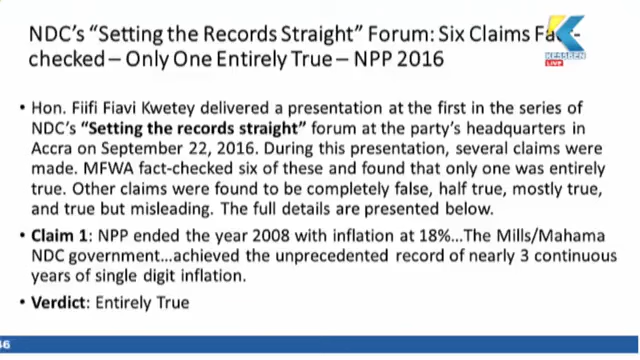 NDC's "Setting the Records Straight" Forum: Six Claims Fa -
checked – Only One Entirely True – NPP 2016
KESSBEN
LIVE
• Hon. Fiifi Fiavi Kwetey delivered a presentation at the first in the series of
NDC's "Setting the records straight" forum at the party's headquarters in
Accra on September 22, 2016. During this presentation, several claims were
made. MFWA fact-checked six of these and found that only one was entirely
true. Other claims were found to be completely false, half true, mostly true,
and true but misleading. The full details are presented below.
• Claim 1: NPP ended the year 2008 with inflation at 18%...The Mills/Mahama
NDC government...achieved the unprecedented record of nearly 3 continuous
years of single digit inflation.
• Verdict: Entirely True
46